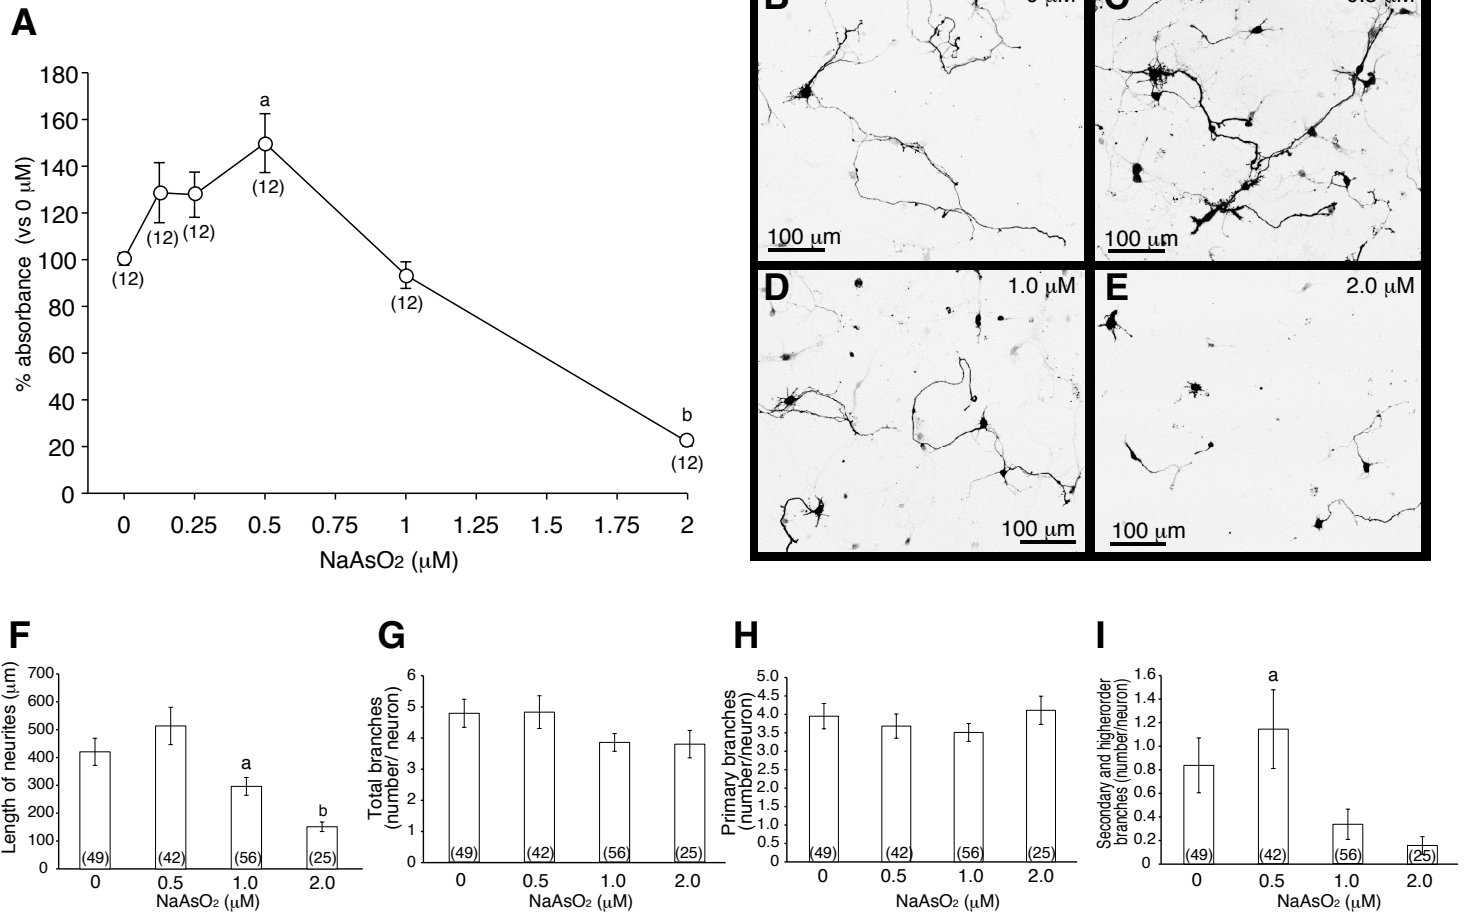 A
180
160
140
120
100
80
60
40
20
0
% absorbance (vs 0 μM)
a
b
(12)
(12)
(12)
(12)
(12)
(12)
0
0.25
0.5
0.75
1
1.25
1.5
1.75
2
NaAsO2 (μM)
B
0 μM
100 μm
C
0.5 μM
100 μm
D
1.0 μM
100 μm
E
2.0 μM
100 μm
F
700
600
500
400
300
200
100
0
Length of neurites (μm)
a
b
(49)
(42)
(56)
(25)
0
0.5
1.0
2.0
NaAsO2 (μM)
G
6
5
4
3
2
1
0
Total branches
(number/ neuron)
(49)
(42)
(56)
(25)
0
0.5
1.0
2.0
NaAsO2 (μM)
H
5.0
4.5
4.0
3.5
3.0
2.5
2.0
1.5
1.0
0.5
0
Primary branches
(number/neuron)
(49)
(42)
(56)
(25)
0
0.5
1.0
2.0
NaAsO2 (μM)
I
1.6
1.4
1.2
1.0
0.8
0.6
0.4
0.2
0
Secondary and higherorder
branches (number/neuron)
a
(49)
(42)
(56)
(25)
0
0.5
1.0
2.0
NaAsO2 (μM)